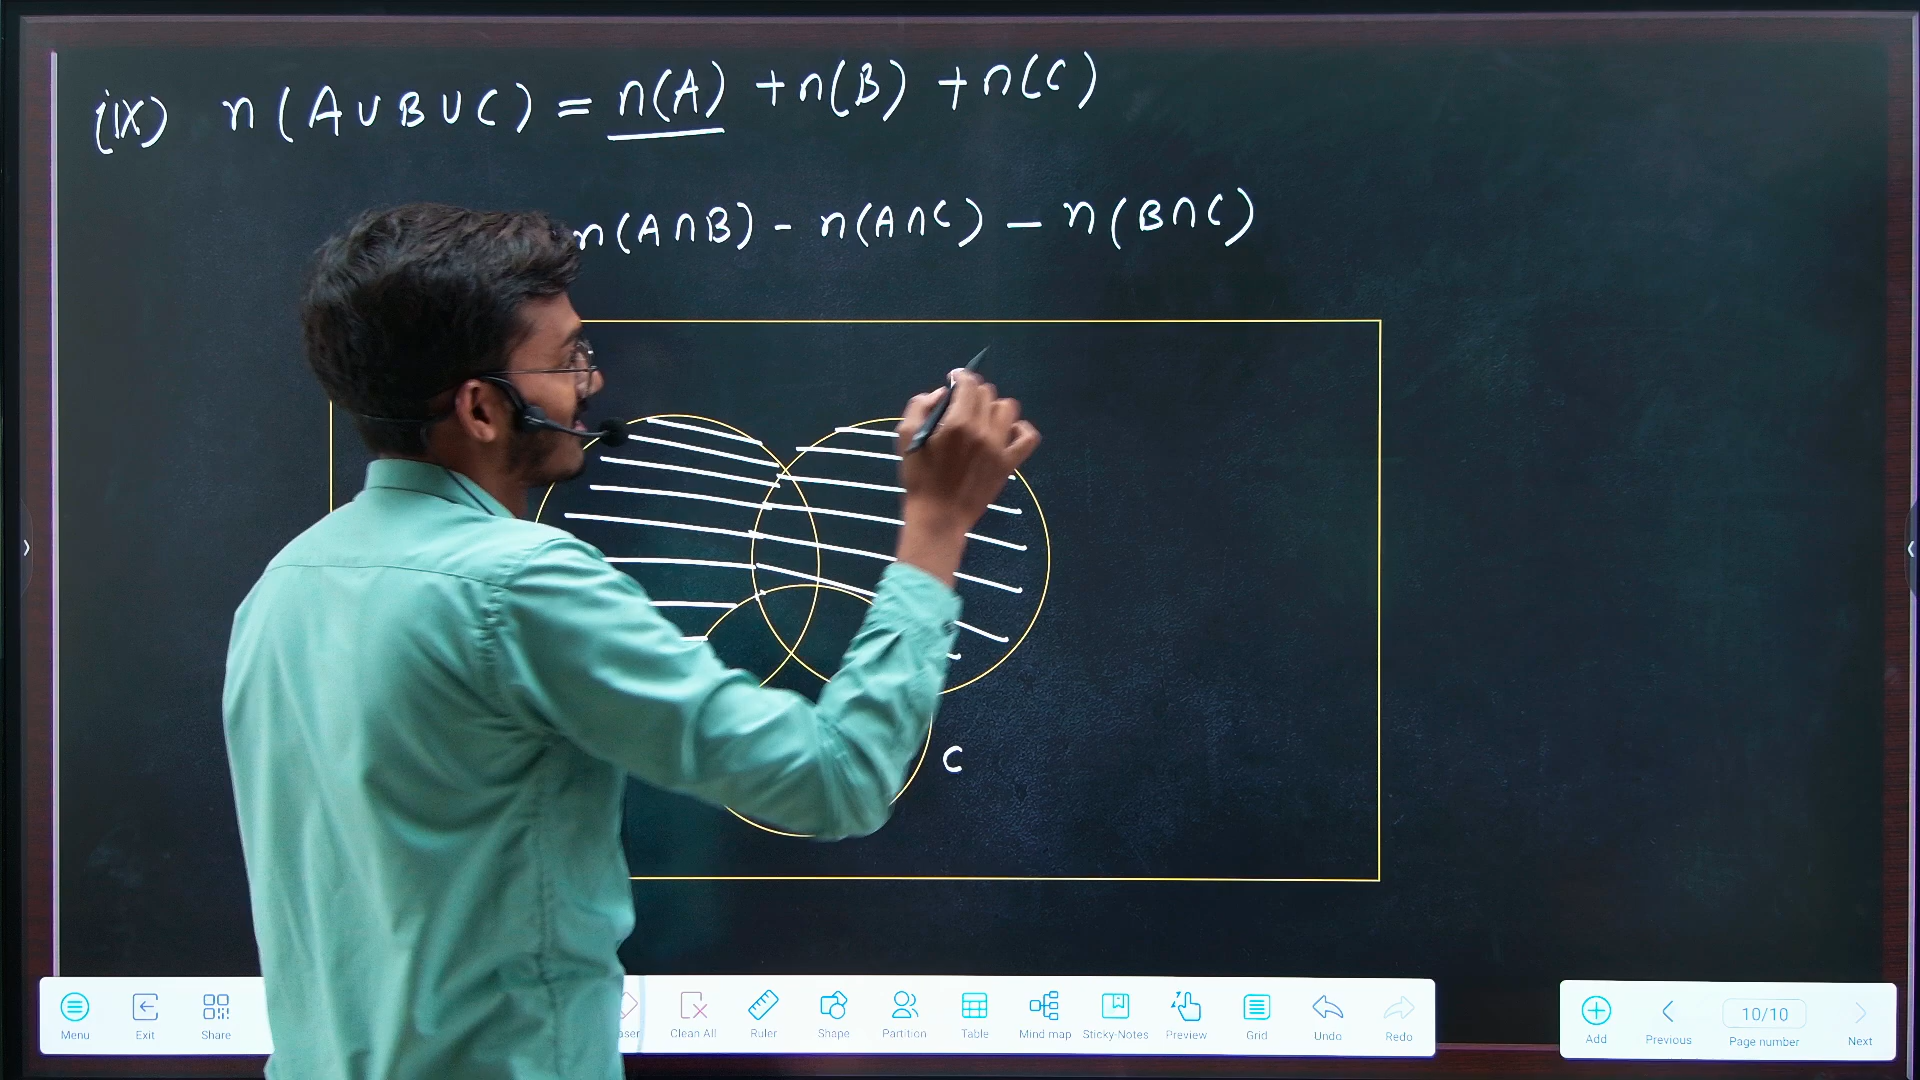 (ix) n(A∪B∪C) = n(A) + n(B) + n(C)
n(A∩B) - n(A∩C) - n(B∩C)
C
Menu Exit Share Clean All Ruler Shape Partition Table Mind map Sticky-Notes Preview Grid Undo Redo
Add Previous 10/10 Page number Next